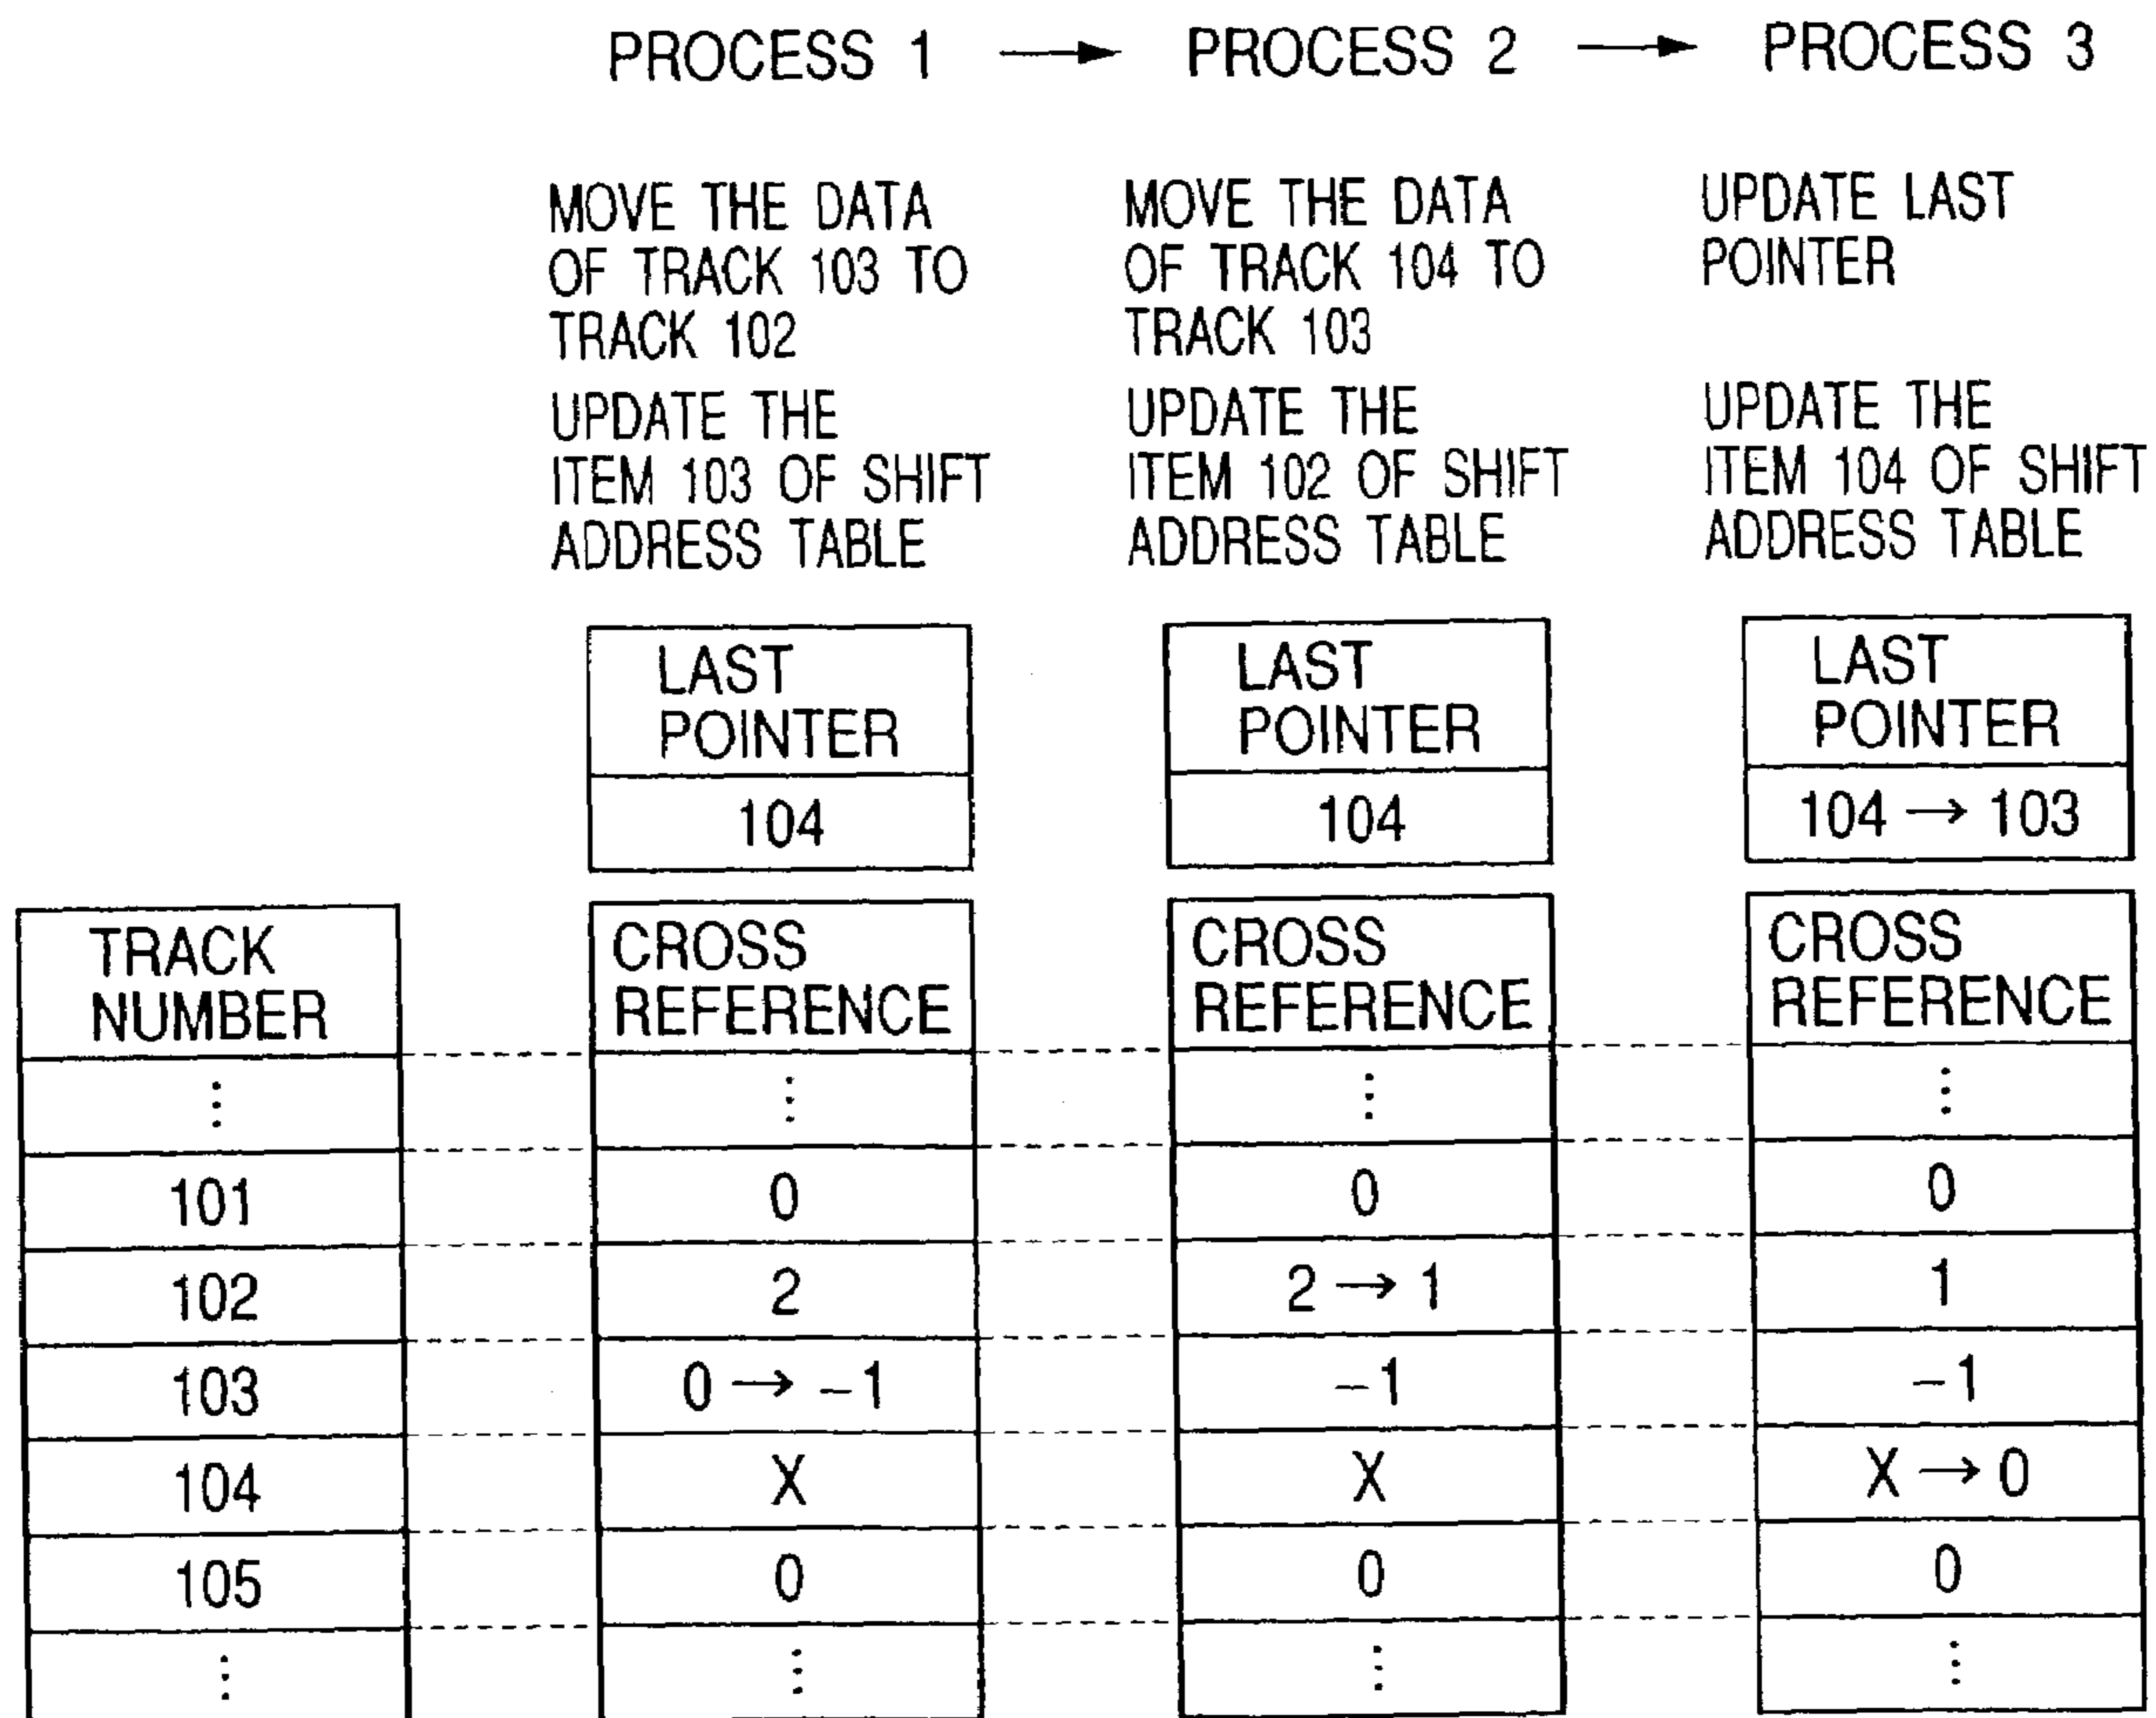 PROCESS 1 → PROCESS 2 → PROCESS 3
MOVE THE DATA
OF TRACK 103 TO
TRACK 102
UPDATE THE
ITEM 103 OF SHIFT
ADDRESS TABLE
MOVE THE DATA
OF TRACK 104 TO
TRACK 103
UPDATE THE
ITEM 102 OF SHIFT
ADDRESS TABLE
UPDATE LAST
POINTER
UPDATE THE
ITEM 104 OF SHIFT
ADDRESS TABLE
LAST
POINTER
104
LAST
POINTER
104
LAST
POINTER
104 → 103
TRACK
NUMBER
CROSS
REFERENCE
CROSS
REFERENCE
CROSS
REFERENCE
⋮ ⋮ ⋮ ⋮
101 0 0 0
102 2 2 → 1 1
103 0 → −1 −1 −1
104 X X X → 0
105 0 0 0
⋮ ⋮ ⋮ ⋮